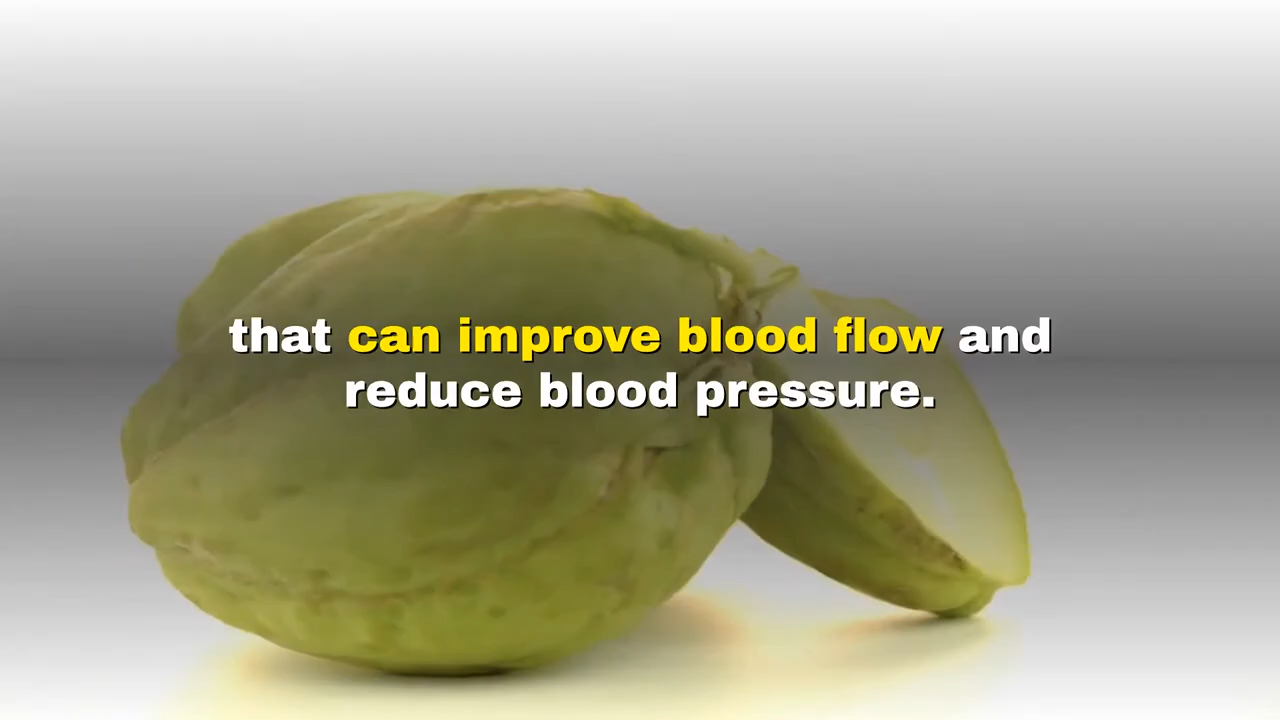 that can improve blood flow and
reduce blood pressure.